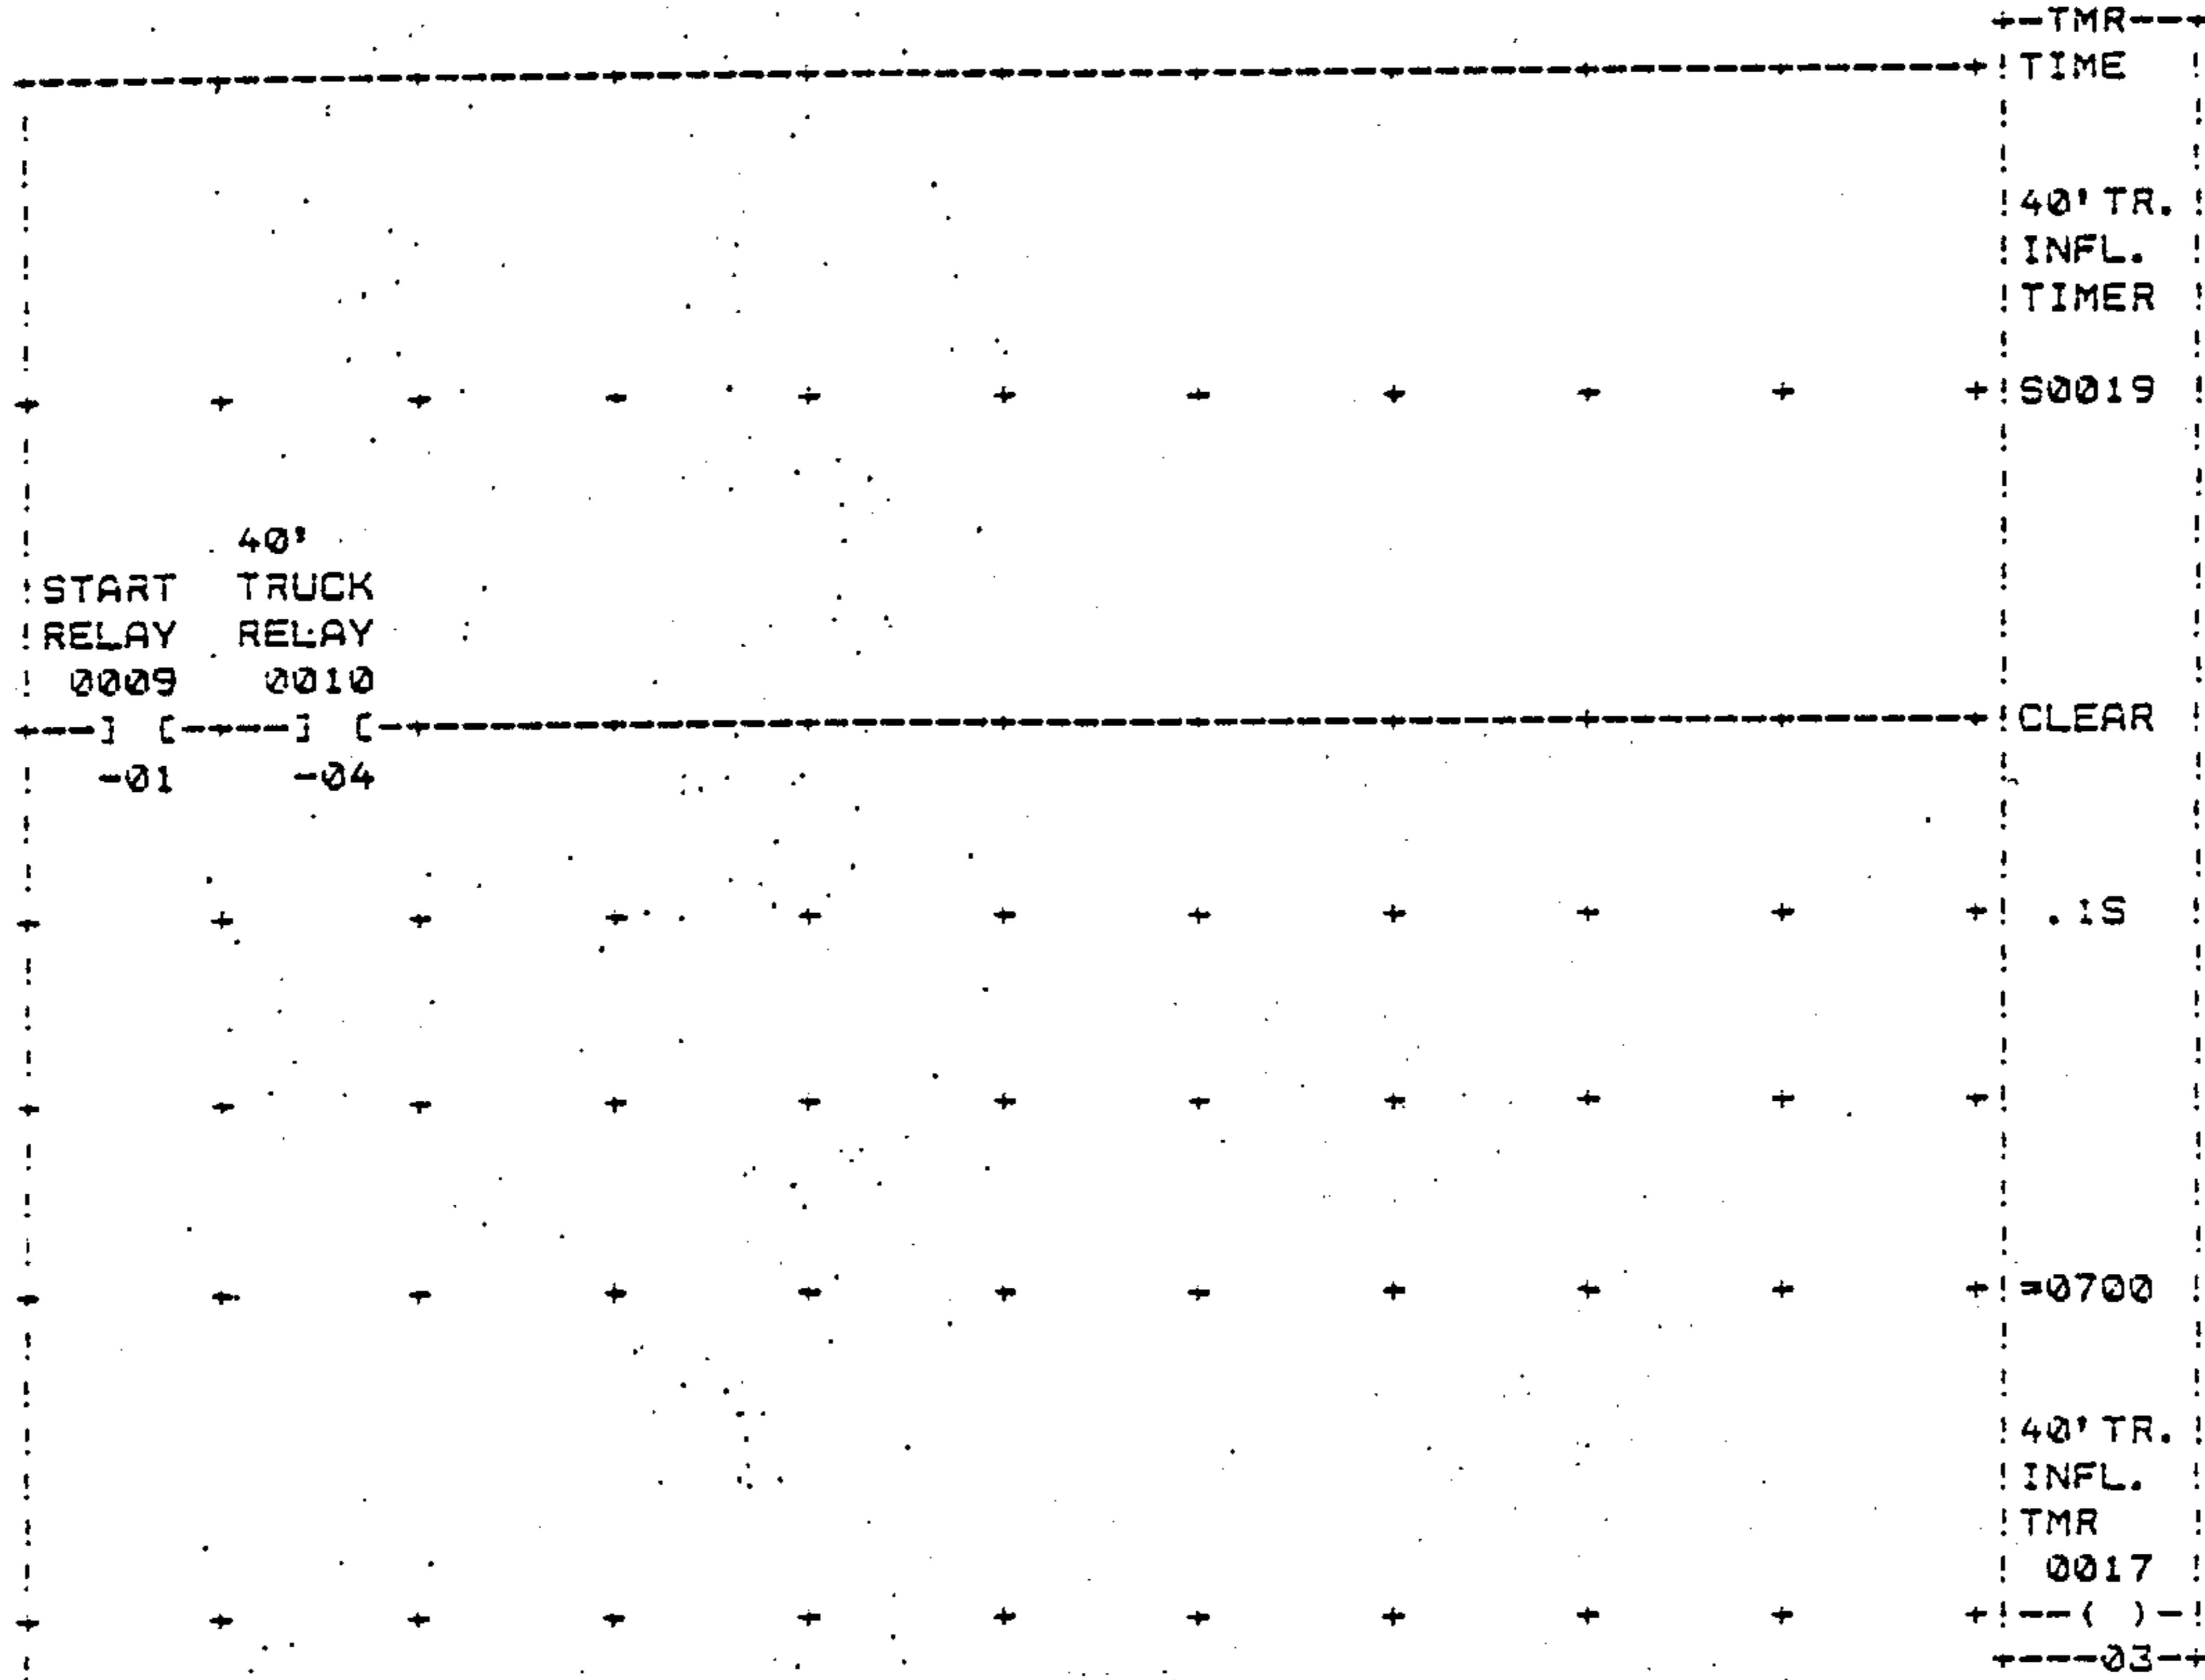 +--TMR---+
TIME
40' TR.
INFL.
TIMER
S0019
40'
START TRUCK
RELAY RELAY
0009 0010
---] [-----] [--- CLEAR
-01 -04
.1S
=0700
40' TR.
INFL.
TMR
0017
--( )-
----03-+